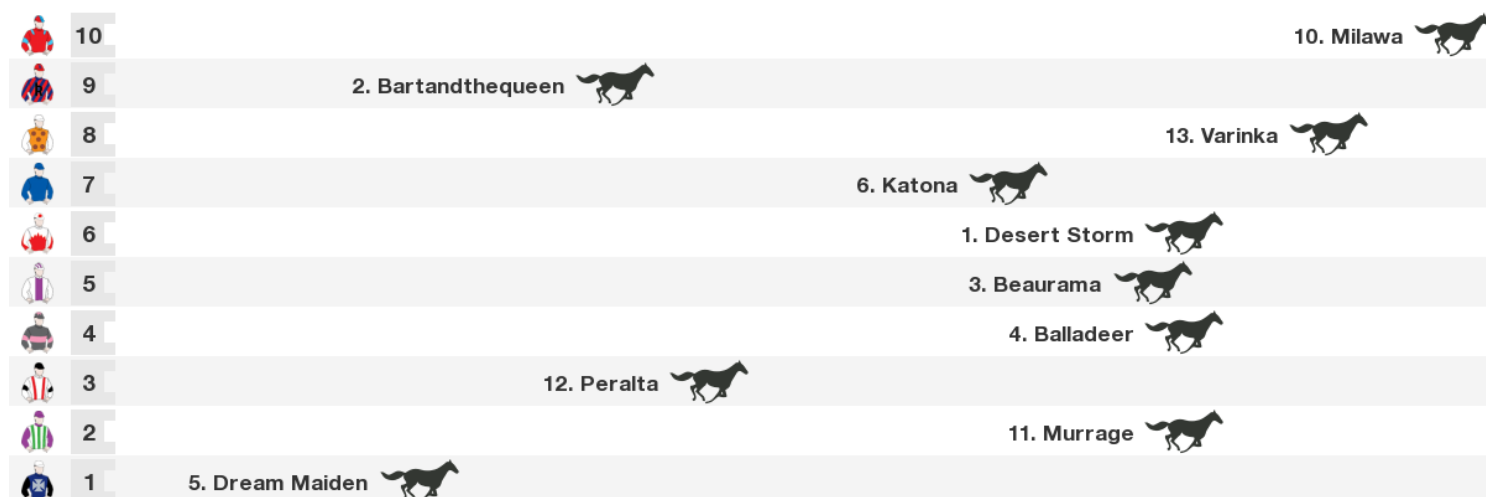 10 10. Milawa
9 2. Bartandthequeen
8 13. Varinka
7 6. Katona
6 1. Desert Storm
5 3. Beaurama
4 4. Balladeer
3 12. Peralta
2 11. Murrage
1 5. Dream Maiden